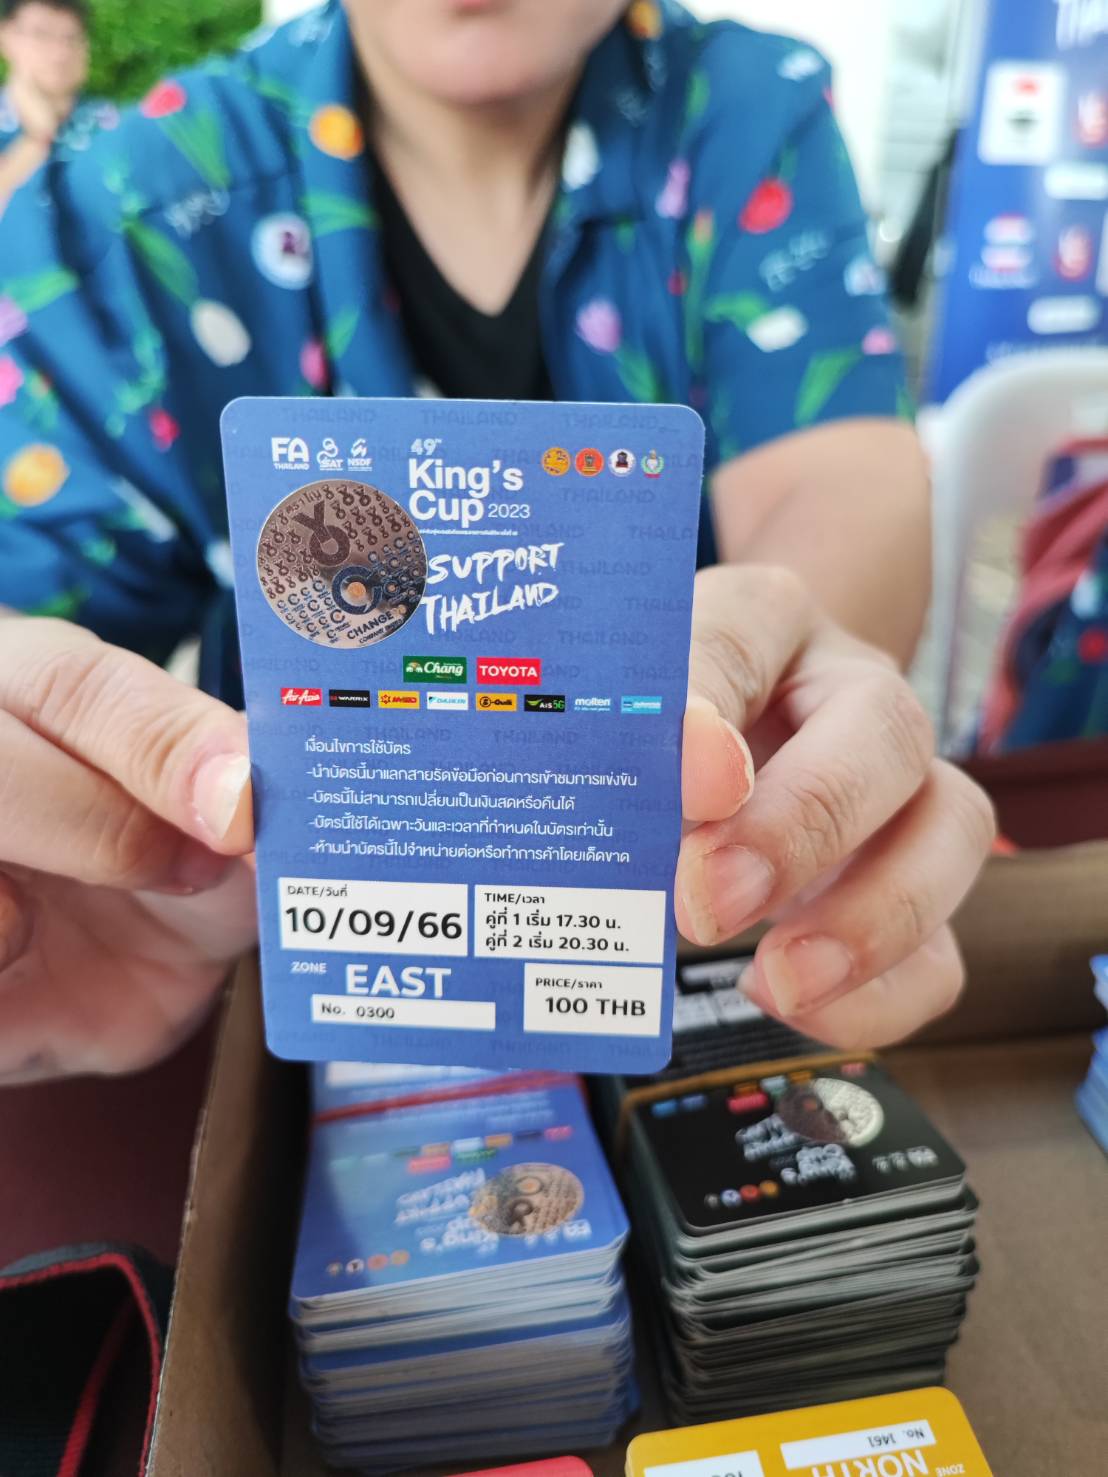 FA
THAILAND
SAT
NSDF
49TH
King's
Cup 2023
SUPPORT
THAILAND
CHANGE
Chang
TOYOTA
AirAsia
WARRIX
DAIKIN
B-Quik
AIS 5G
molten
เงื่อนไขการใช้บัตร
-นำบัตรนี้มาแลกสายรัดข้อมือก่อนการเข้าชมการแข่งขัน
-บัตรนี้ไม่สามารถเปลี่ยนเป็นเงินสดหรือคืนได้
-บัตรนี้ใช้ได้เฉพาะวันและเวลาที่กำหนดในบัตรเท่านั้น
-ห้ามนำบัตรนี้ไปจำหน่ายต่อหรือทำการค้าโดยเด็ดขาด
DATE/วันที่
10/09/66
TIME/เวลา
คู่ที่ 1 เริ่ม 17.30 น.
คู่ที่ 2 เริ่ม 20.30 น.
ZONE EAST
No. 0300
PRICE/ราคา
100 THB
King's
Cup
FA
No. 1461
ZONE
NORTH